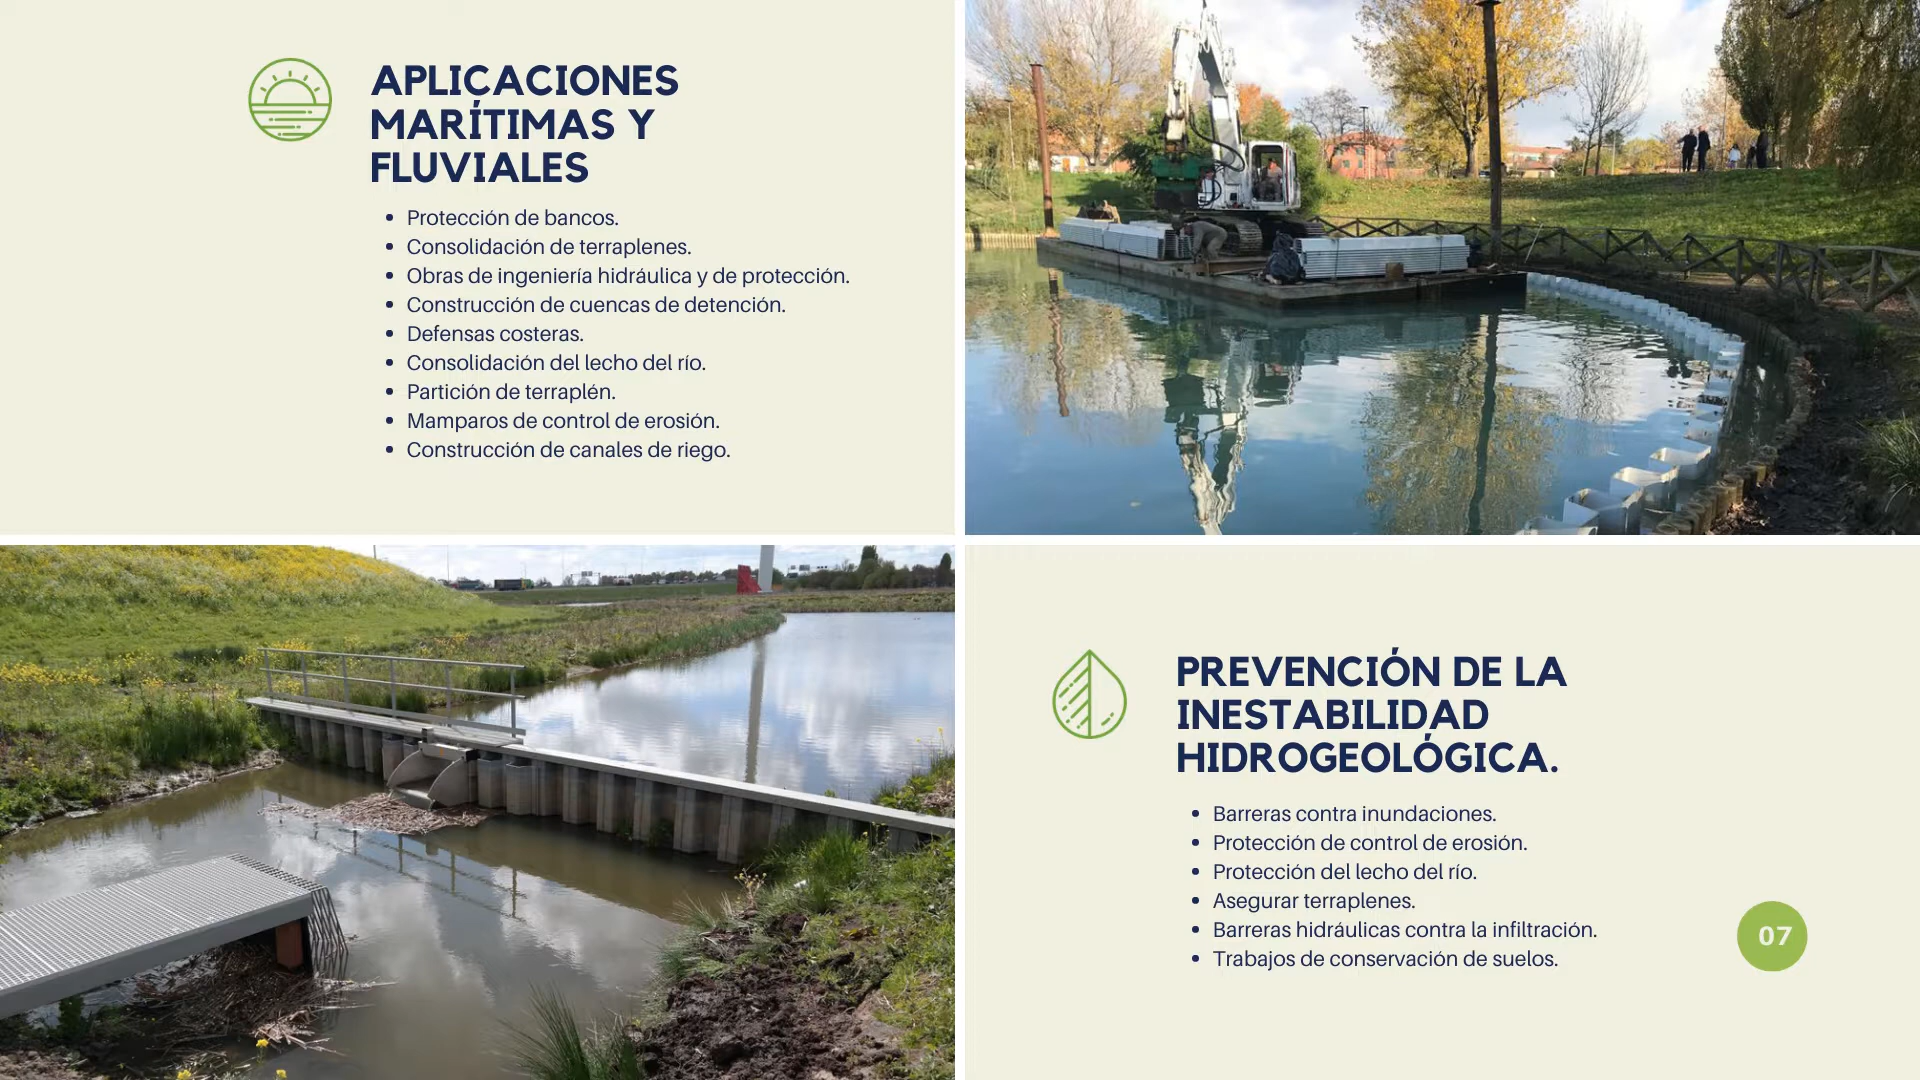 APLICACIONES
MARÍTIMAS Y
FLUVIALES
• Protección de bancos.
• Consolidación de terraplenes.
• Obras de ingeniería hidráulica y de protección.
• Construcción de cuencas de detención.
• Defensas costeras.
• Consolidación del lecho del río.
• Partición de terraplén.
• Mamparos de control de erosión.
• Construcción de canales de riego.
PREVENCIÓN DE LA
INESTABILIDAD
HIDROGEOLÓGICA.
• Barreras contra inundaciones.
• Protección de control de erosión.
• Protección del lecho del río.
• Asegurar terraplenes.
• Barreras hidráulicas contra la infiltración.
• Trabajos de conservación de suelos.
07